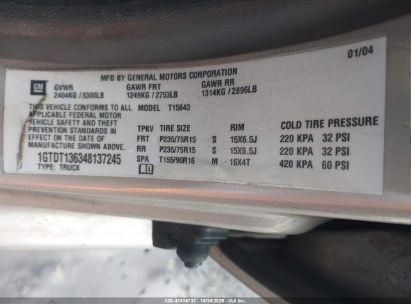 MFD BY GENERAL MOTORS CORPORATION 01/04
GM GVWR GAWR FRT GAWR RR
2404KG / 5300LB 1249KG / 2753LB 1314KG / 2896LB
THIS VEHICLE CONFORMS TO ALL MODEL T15643
APPLICABLE FEDERAL MOTOR
VEHICLE SAFETY AND THEFT
PREVENTION STANDARDS IN
EFFECT ON THE DATE OF
MANUFACTURE SHOWN ABOVE.
1GTDT136348137245
TYPE: TRUCK
TPKV TIRE SIZE RIM COLD TIRE PRESSURE
FRT P235/75R15 S 15X6.5J 220 KPA 32 PSI
RR P235/75R15 S 15X6.5J 220 KPA 32 PSI
SPA T155/90R16 M 16X4T 420 KPA 60 PSI